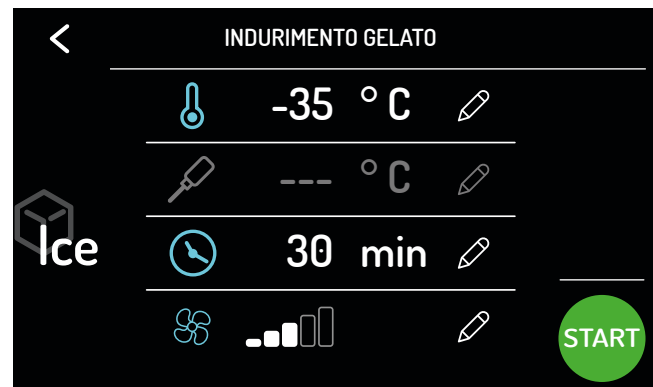 INDURIMENTO GELATO
-35 °C
--- °C
Ice
30 min
START